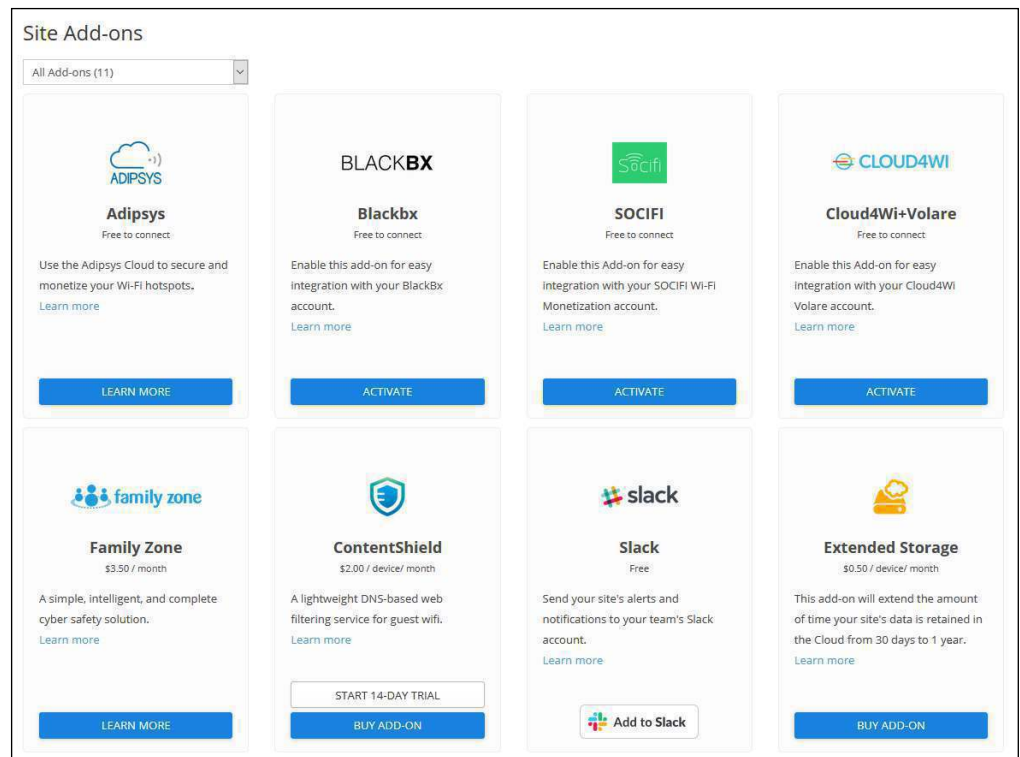 Site Add-ons
All Add-ons (11)
ADIPSYS
Adipsys
Free to connect
Use the Adipsys Cloud to secure and
monetize your Wi-Fi hotspots.
Learn more
LEARN MORE
BLACKBX
Blackbx
Free to connect
Enable this add-on for easy
integration with your BlackBx
account.
Learn more
ACTIVATE
Socifi
SOCIFI
Free to connect
Enable this Add-on for easy
integration with your SOCIFI Wi-Fi
Monetization account.
Learn more
ACTIVATE
CLOUD4WI
Cloud4Wi+Volare
Free to connect
Enable this Add-on for easy
integration with your Cloud4Wi
Volare account.
Learn more
ACTIVATE
family zone
Family Zone
$3.50 / month
A simple, intelligent, and complete
cyber safety solution.
Learn more
LEARN MORE
ContentShield
$2.00 / device/ month
A lightweight DNS-based web
filtering service for guest wifi.
Learn more
START 14-DAY TRIAL
BUY ADD-ON
slack
Slack
Free
Send your site's alerts and
notifications to your team's Slack
account.
Learn more
Add to Slack
Extended Storage
$0.50 / device/ month
This add-on will extend the amount
of time your site's data is retained in
the Cloud from 30 days to 1 year.
Learn more
BUY ADD-ON